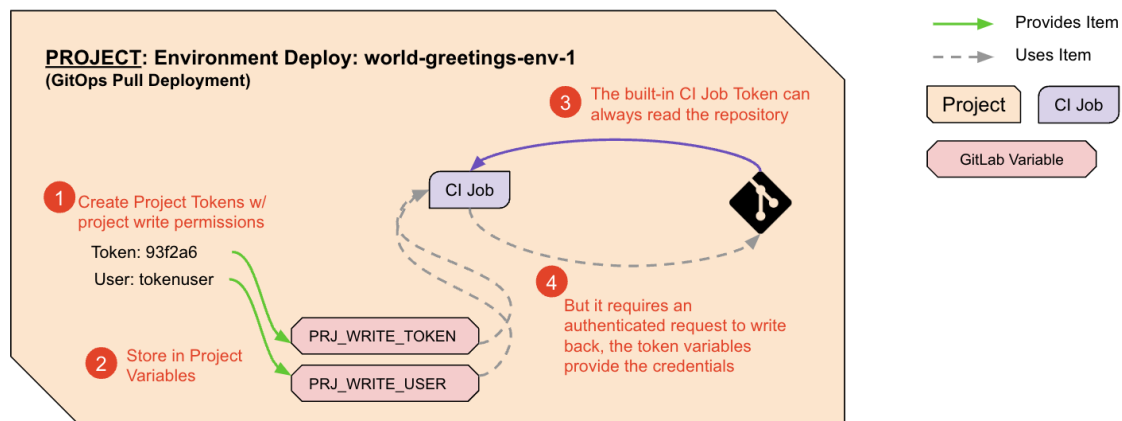 PROJECT: Environment Deploy: world-greetings-env-1
(GitOps Pull Deployment)
3
The built-in CI Job Token can
always read the repository
CI Job
1
Create Project Tokens w/
project write permissions
Token: 93f2a6
User: tokenuser
2
Store in Project
Variables
PRJ_WRITE_TOKEN
PRJ_WRITE_USER
4
But it requires an
authenticated request to write
back, the token variables
provide the credentials
Provides Item
Uses Item
Project
CI Job
GitLab Variable